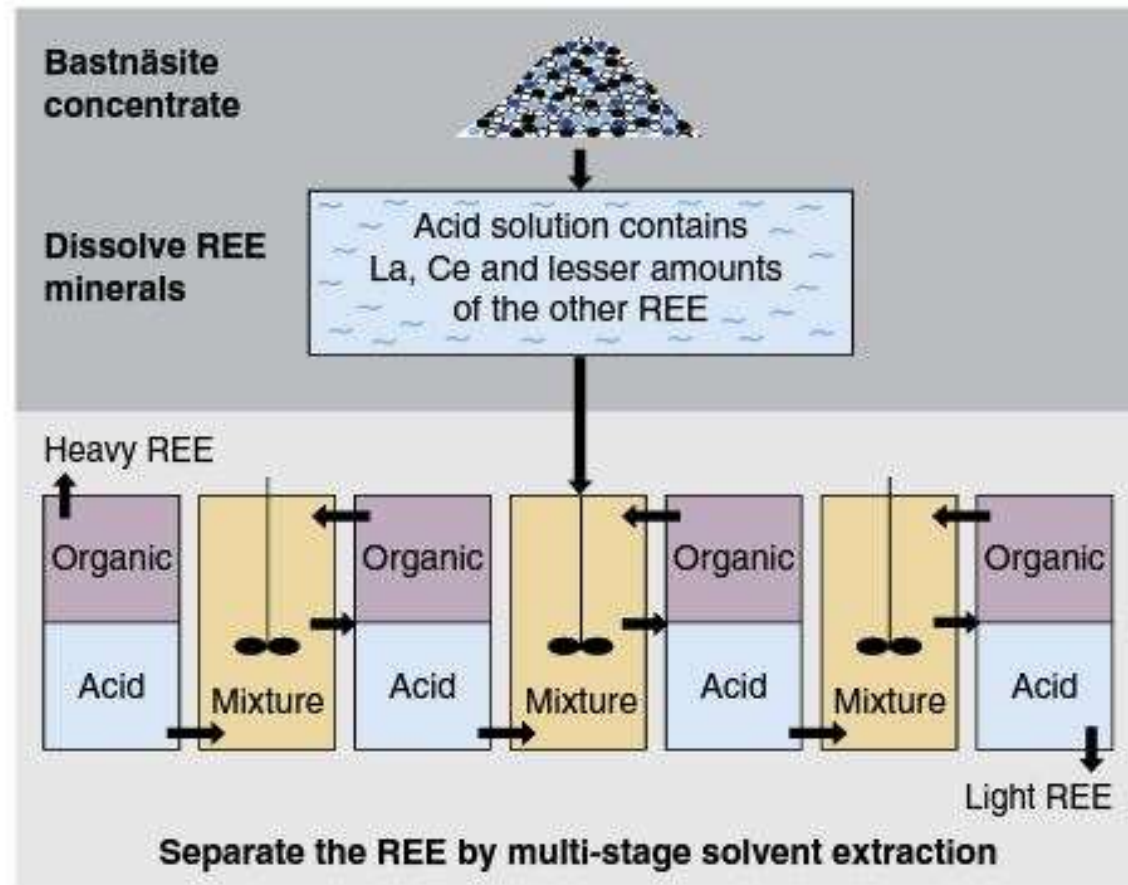 Bastnäsite
concentrate
Dissolve REE
minerals
Acid solution contains
La, Ce and lesser amounts
of the other REE
Heavy REE
Organic
Organic
Organic
Organic
Acid
Mixture
Acid
Mixture
Acid
Mixture
Acid
Light REE
Separate the REE by multi-stage solvent extraction